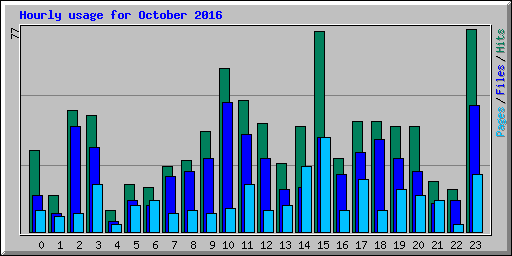 Hourly usage for October 2016
77
Pages / Files / Hits
0 1 2 3 4 5 6 7 8 9 10 11 12 13 14 15 16 17 18 19 20 21 22 23